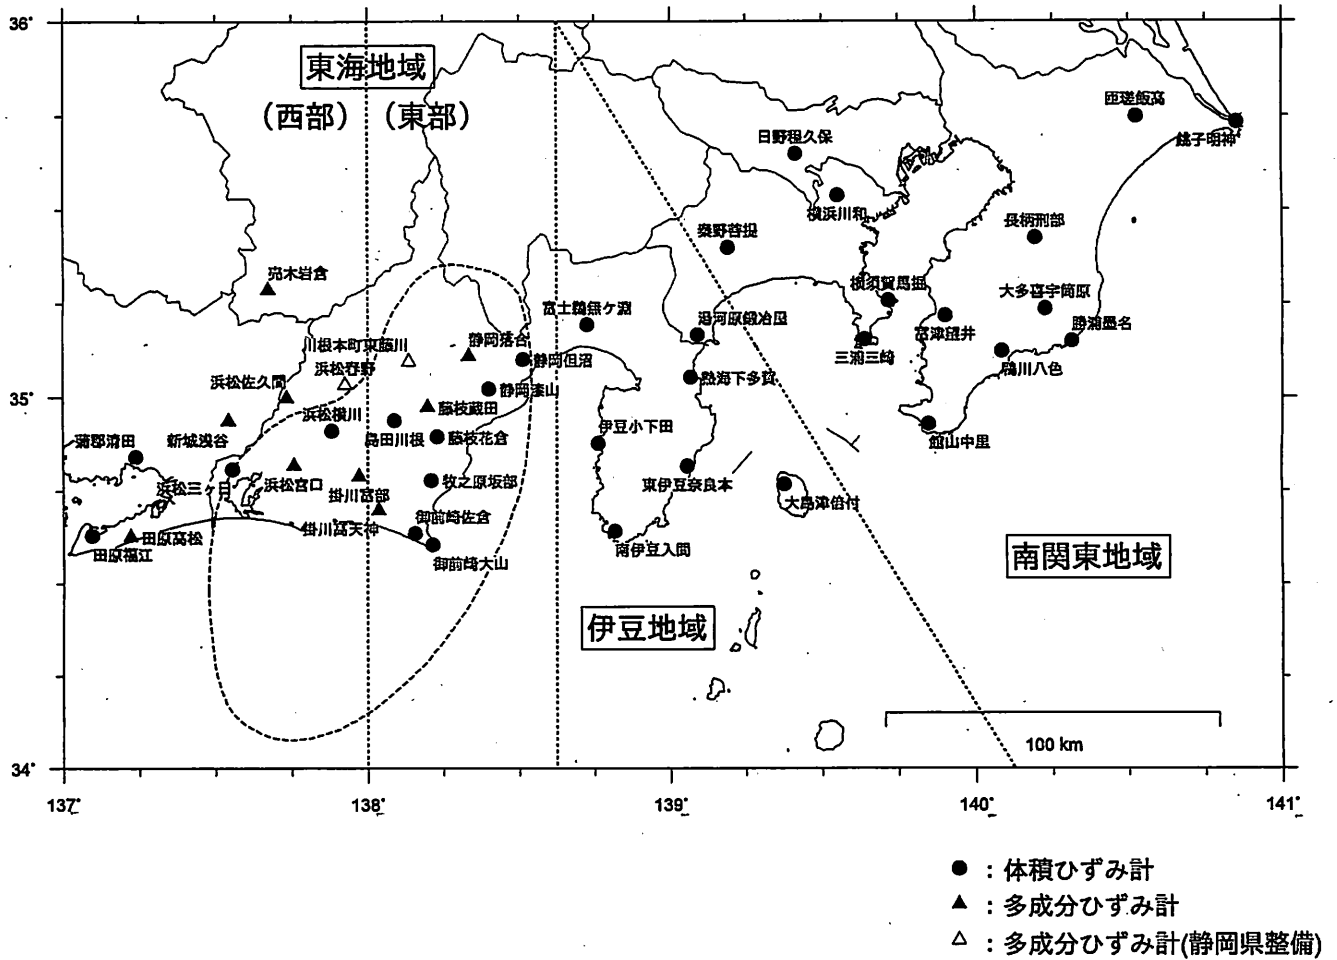 36°
東海地域
(西部) (東部)
匝瑳飯高
銚子明神
日野程久保
横浜川和
長柄刑部
秦野菩提
売木岩倉
横須賀馬堀
大多喜宇筒原
富士鵜無ケ淵
湯河原鍛冶屋
富津望井
勝浦墨名
川根本町東藤川
静岡落合
静岡但沼
三浦三崎
鴨川八色
浜松春野
浜松佐久間
熱海下多賀
静岡漆山
35°
浜松横川
藤枝蔵田
伊豆小下田
蒲郡清田
新城浅谷
島田川根
藤枝花倉
館山中里
浜松三ヶ日
浜松宮口
掛川富部
牧之原坂部
東伊豆奈良本
大島津倍付
掛川高天神
御前崎佐倉
田原福江
田原高松
御前崎大山
南伊豆入間
南関東地域
伊豆地域
100 km
34°
137°
138°
139°
140°
141°
● : 体積ひずみ計
▲ : 多成分ひずみ計
△ : 多成分ひずみ計(静岡県整備)